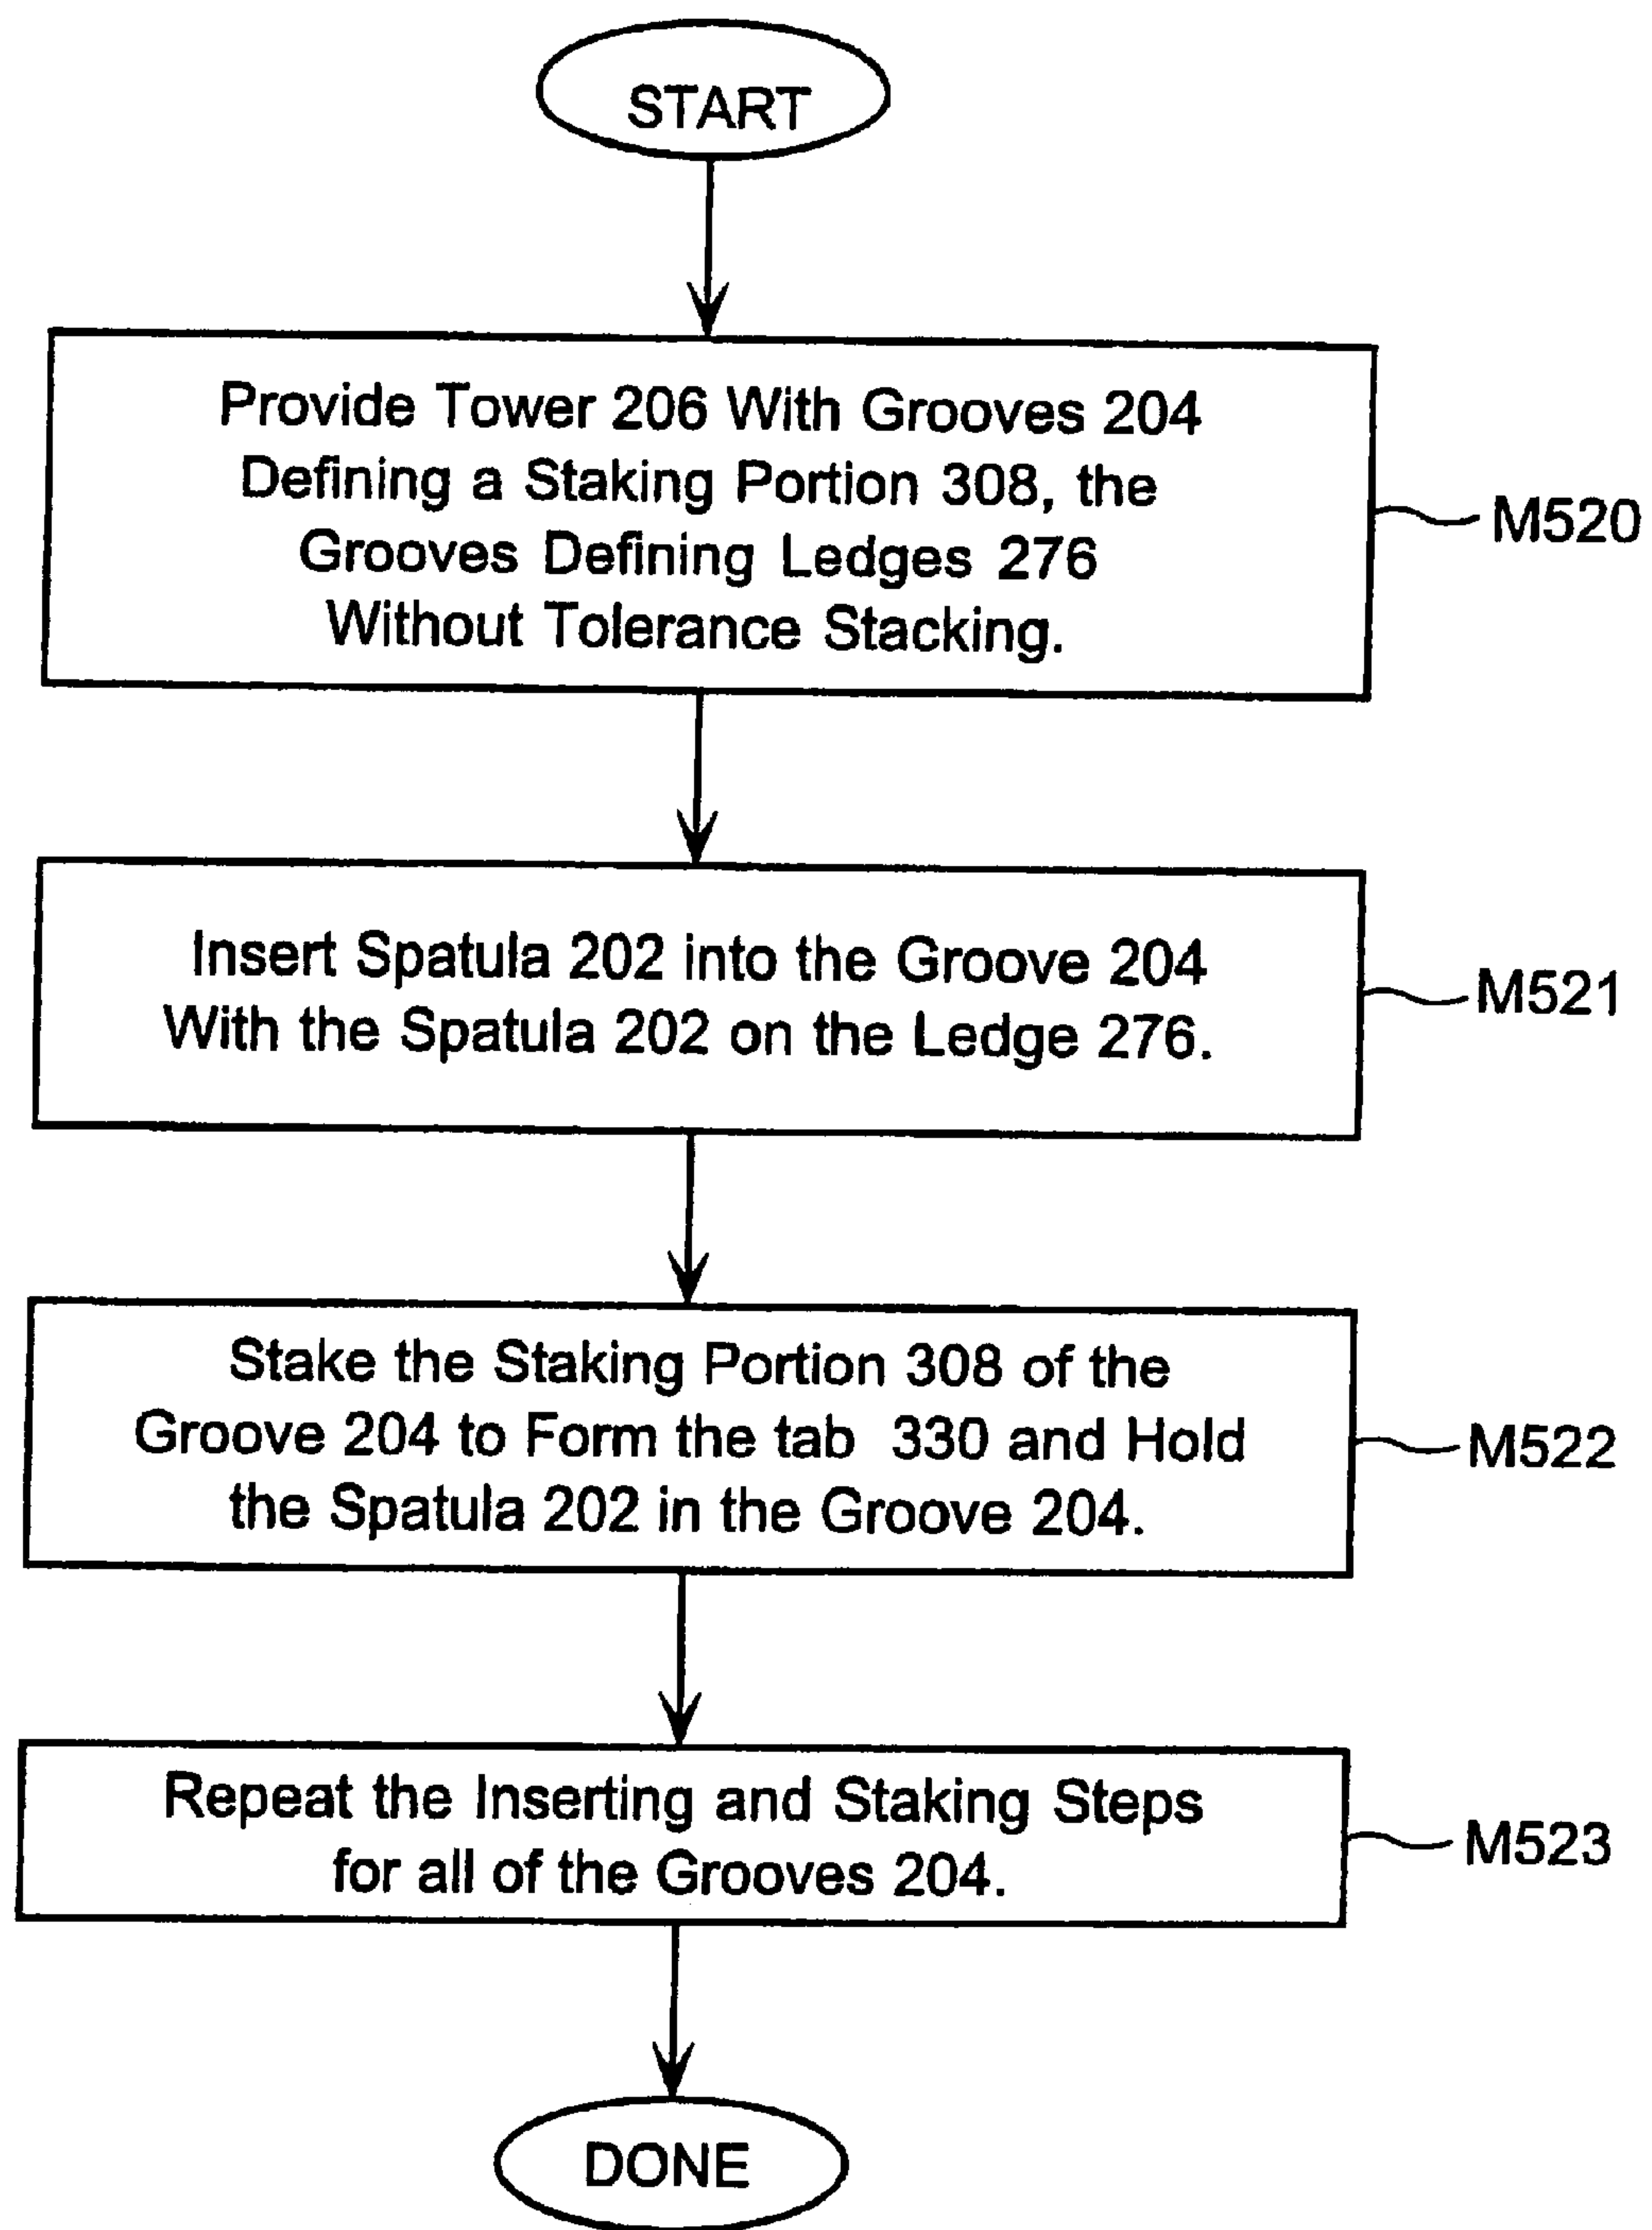 START
Provide Tower 206 With Grooves 204
Defining a Staking Portion 308, the
Grooves Defining Ledges 276
Without Tolerance Stacking.
M520
Insert Spatula 202 into the Groove 204
With the Spatula 202 on the Ledge 276.
M521
Stake the Staking Portion 308 of the
Groove 204 to Form the tab 330 and Hold
the Spatula 202 in the Groove 204.
M522
Repeat the Inserting and Staking Steps
for all of the Grooves 204.
M523
DONE